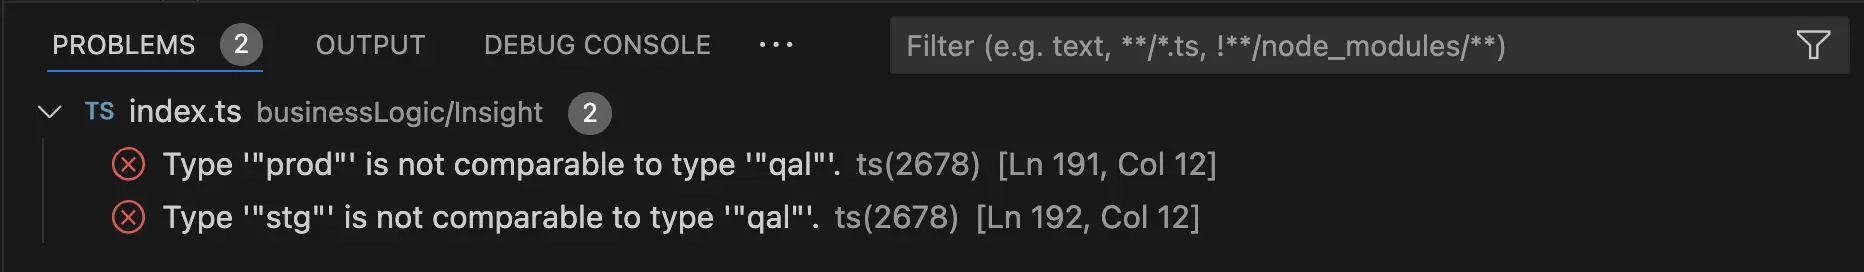 PROBLEMS 2 OUTPUT DEBUG CONSOLE ··· Filter (e.g. text, **/*.ts, !**/node_modules/**)
TS index.ts businessLogic/Insight 2
Type '"prod"' is not comparable to type '"qal"'. ts(2678) [Ln 191, Col 12]
Type '"stg"' is not comparable to type '"qal"'. ts(2678) [Ln 192, Col 12]